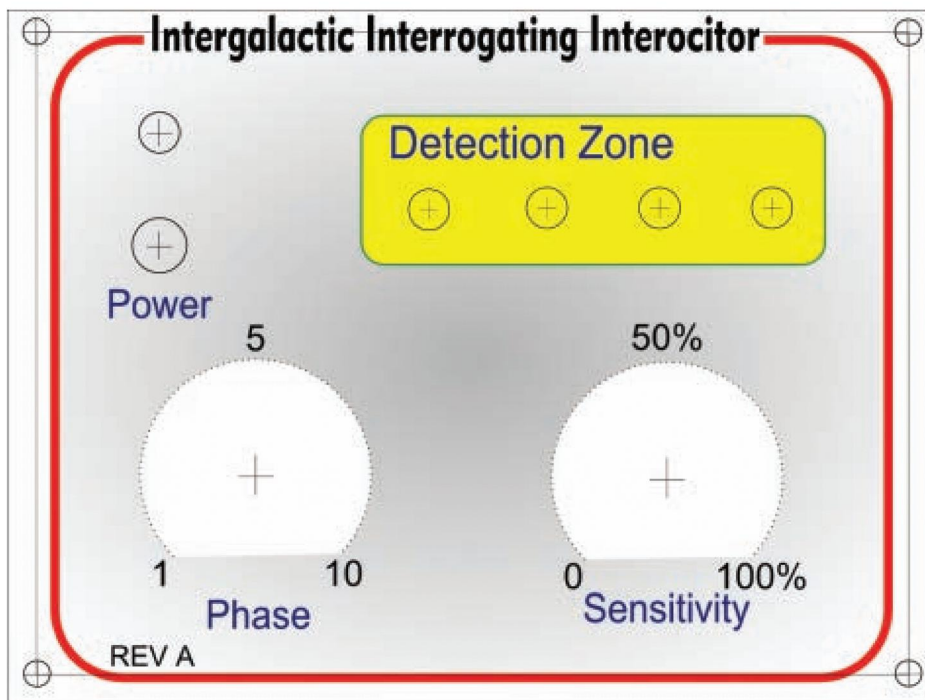 Intergalactic Interrogating Interocitor
Detection Zone
Power
5
50%
1
10
0
100%
Phase
Sensitivity
REV A